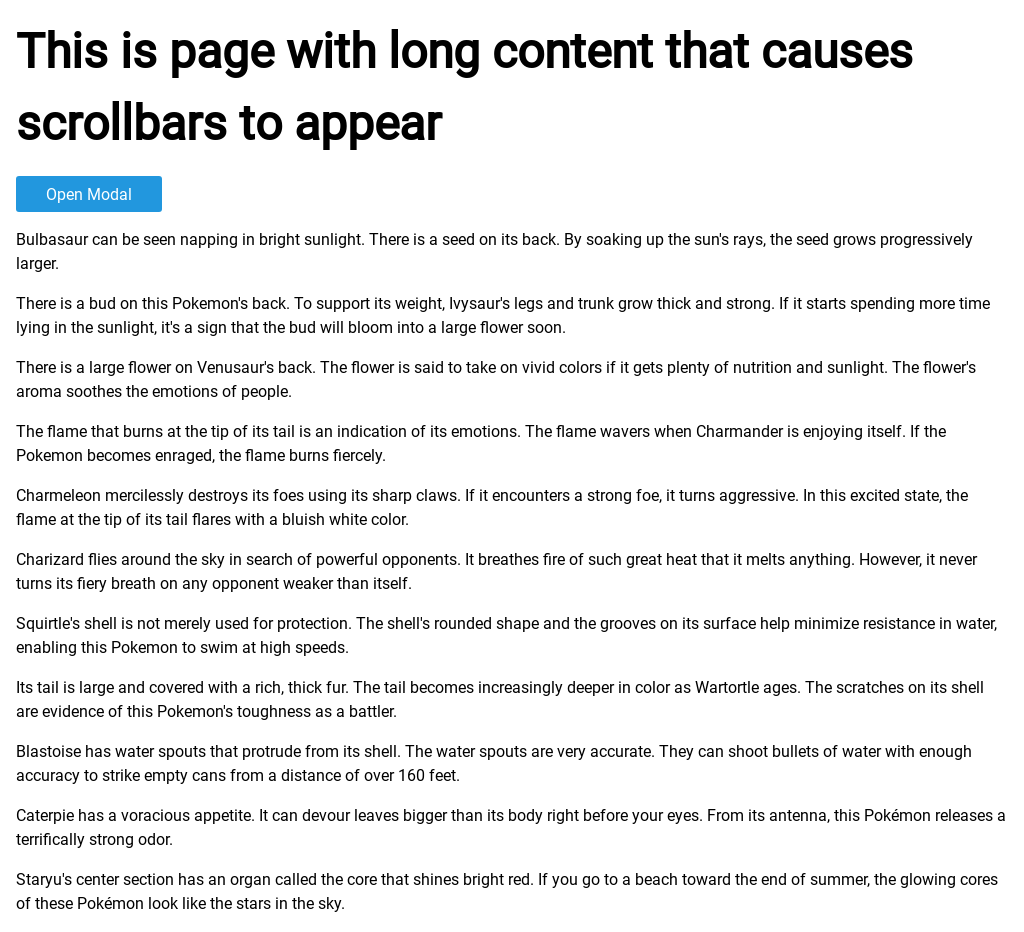 This is page with long content that causes
scrollbars to appear
Open Modal
Bulbasaur can be seen napping in bright sunlight. There is a seed on its back. By soaking up the sun's rays, the seed grows progressively
larger.
There is a bud on this Pokemon's back. To support its weight, Ivysaur's legs and trunk grow thick and strong. If it starts spending more time
lying in the sunlight, it's a sign that the bud will bloom into a large flower soon.
There is a large flower on Venusaur's back. The flower is said to take on vivid colors if it gets plenty of nutrition and sunlight. The flower's
aroma soothes the emotions of people.
The flame that burns at the tip of its tail is an indication of its emotions. The flame wavers when Charmander is enjoying itself. If the
Pokemon becomes enraged, the flame burns fiercely.
Charmeleon mercilessly destroys its foes using its sharp claws. If it encounters a strong foe, it turns aggressive. In this excited state, the
flame at the tip of its tail flares with a bluish white color.
Charizard flies around the sky in search of powerful opponents. It breathes fire of such great heat that it melts anything. However, it never
turns its fiery breath on any opponent weaker than itself.
Squirtle's shell is not merely used for protection. The shell's rounded shape and the grooves on its surface help minimize resistance in water,
enabling this Pokemon to swim at high speeds.
Its tail is large and covered with a rich, thick fur. The tail becomes increasingly deeper in color as Wartortle ages. The scratches on its shell
are evidence of this Pokemon's toughness as a battler.
Blastoise has water spouts that protrude from its shell. The water spouts are very accurate. They can shoot bullets of water with enough
accuracy to strike empty cans from a distance of over 160 feet.
Caterpie has a voracious appetite. It can devour leaves bigger than its body right before your eyes. From its antenna, this Pokémon releases a
terrifically strong odor.
Staryu's center section has an organ called the core that shines bright red. If you go to a beach toward the end of summer, the glowing cores
of these Pokémon look like the stars in the sky.